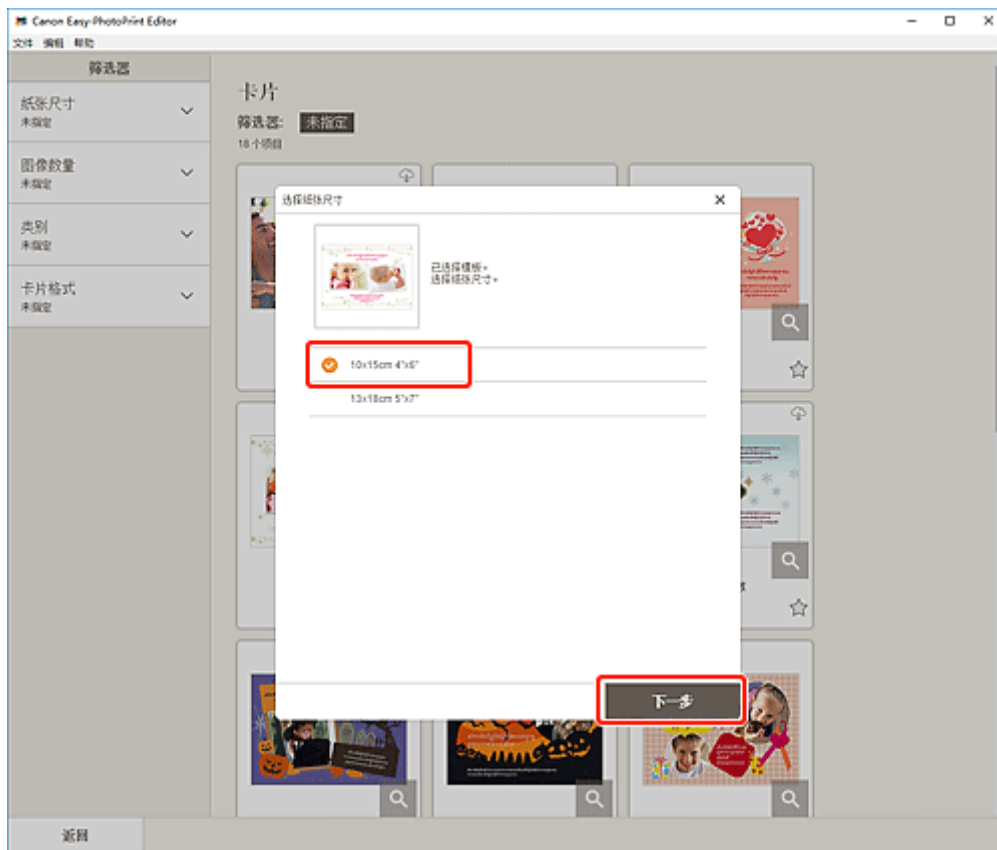 Canon Easy-PhotoPrint Editor
文件 编辑 帮助
筛选器
纸张尺寸
未指定
图像数量
未指定
类别
未指定
卡片格式
未指定
卡片
筛选器: 未指定
18 个项目
选择纸张尺寸
已选择模板。
选择纸张尺寸。
10x15cm 4"x6"
13x18cm 5"x7"
下一步
返回